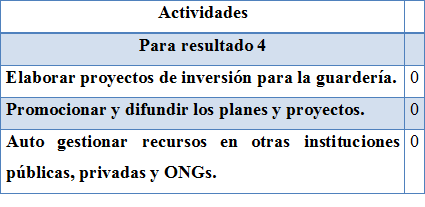 Actividades
Para resultado 4
Elaborar proyectos de inversión para la guardería. 0
Promocionar y difundir los planes y proyectos. 0
Auto gestionar recursos en otras instituciones 0
públicas, privadas y ONGs.